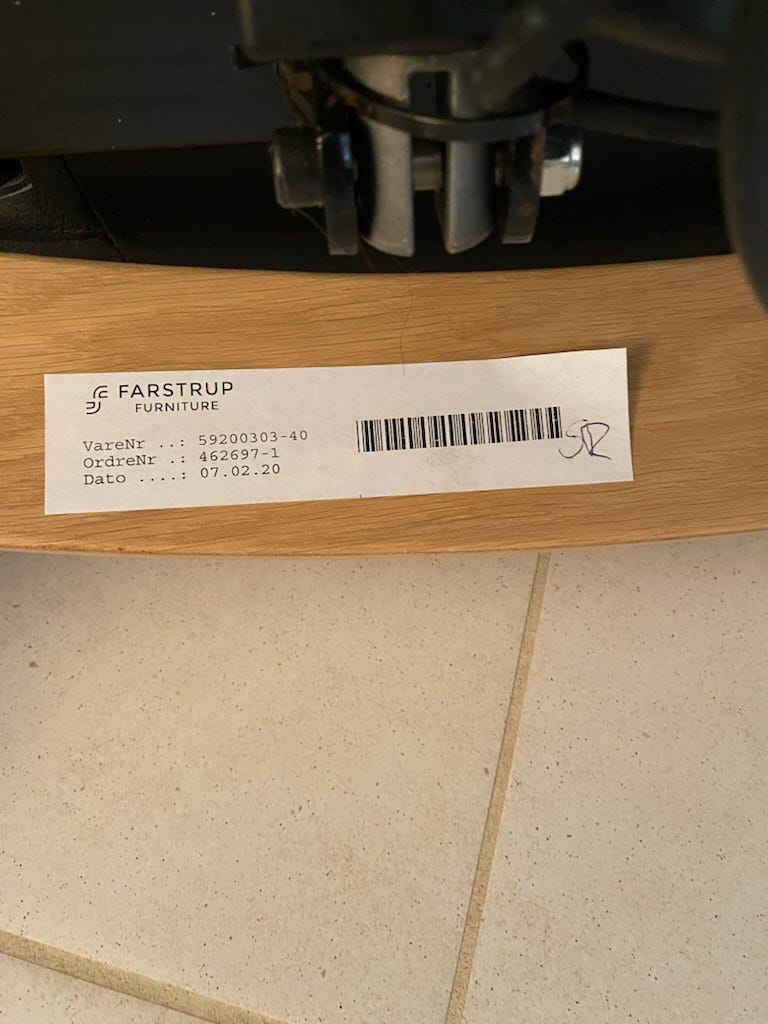 FARSTRUP
FURNITURE
VareNr ..: 59200303-40
OrdreNr .: 462697-1
Dato ....: 07.02.20